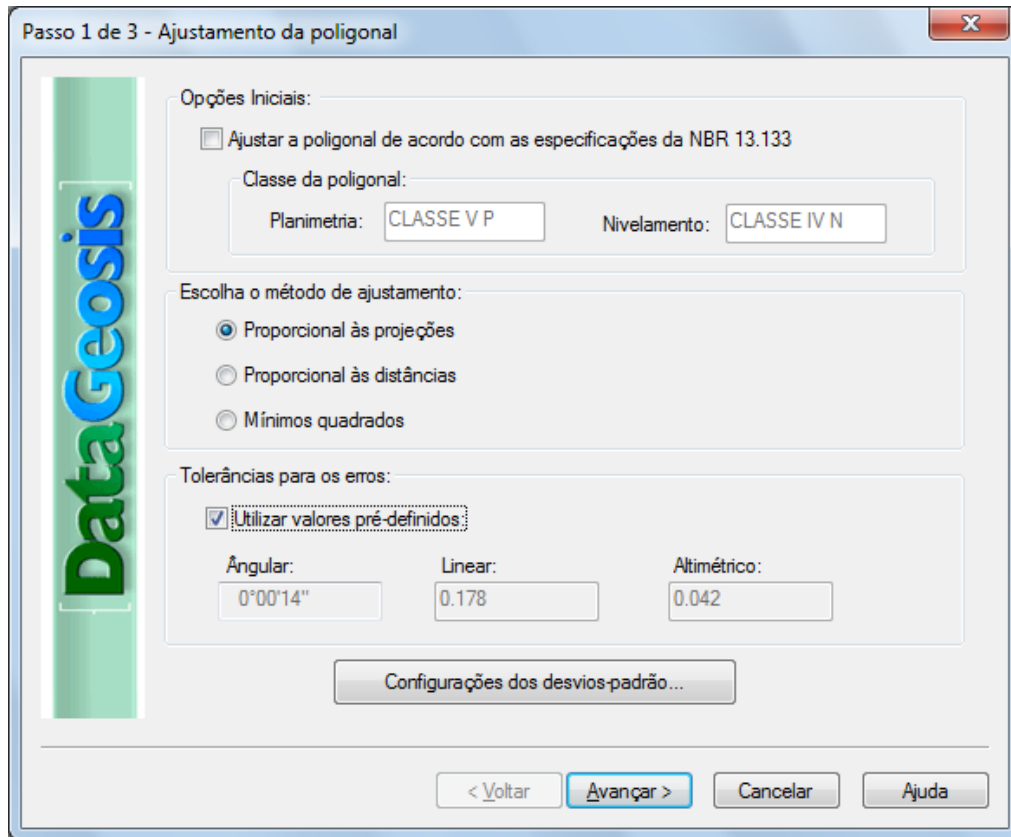 Passo 1 de 3 - Ajustamento da poligonal
X
DataGeosis
Opções Iniciais:
Ajustar a poligonal de acordo com as especificações da NBR 13.133
Classe da poligonal:
Planimetria: CLASSE V P Nivelamento: CLASSE IV N
Escolha o método de ajustamento:
Proporcional às projeções
Proporcional às distâncias
Mínimos quadrados
Tolerâncias para os erros:
Utilizar valores pré-definidos:
Ângular: Linear: Altimétrico:
0°00'14" 0.178 0.042
Configurações dos desvios-padrão...
< Voltar Avançar > Cancelar Ajuda